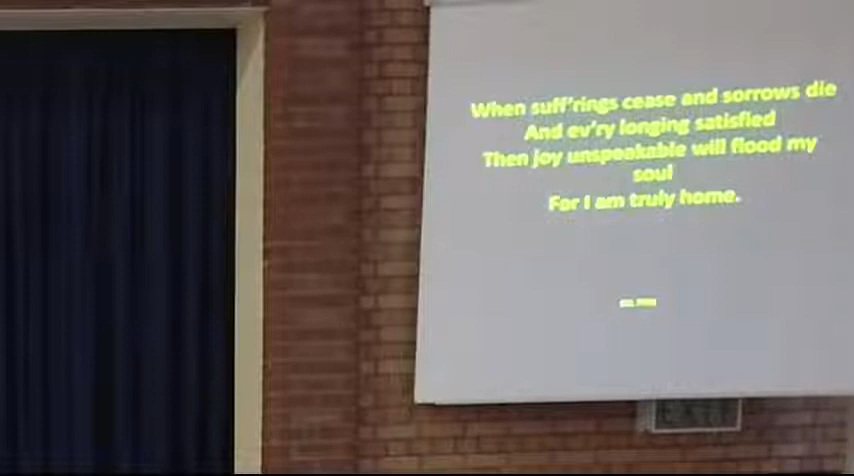 When suff'rings cease and sorrows die
And ev'ry longing satisfied
Then joy unspeakable will flood my
soul
For I am truly home.
EXIT